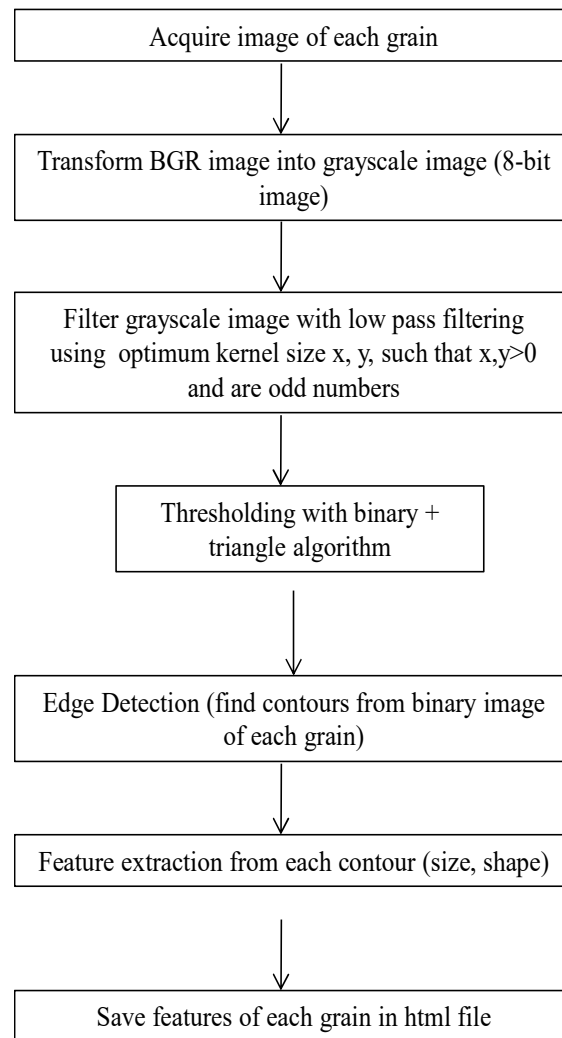 Acquire image of each grain
Transform BGR image into grayscale image (8-bit
image)
Filter grayscale image with low pass filtering
using optimum kernel size x, y, such that x,y>0
and are odd numbers
Thresholding with binary +
triangle algorithm
Edge Detection (find contours from binary image
of each grain)
Feature extraction from each contour (size, shape)
Save features of each grain in html file